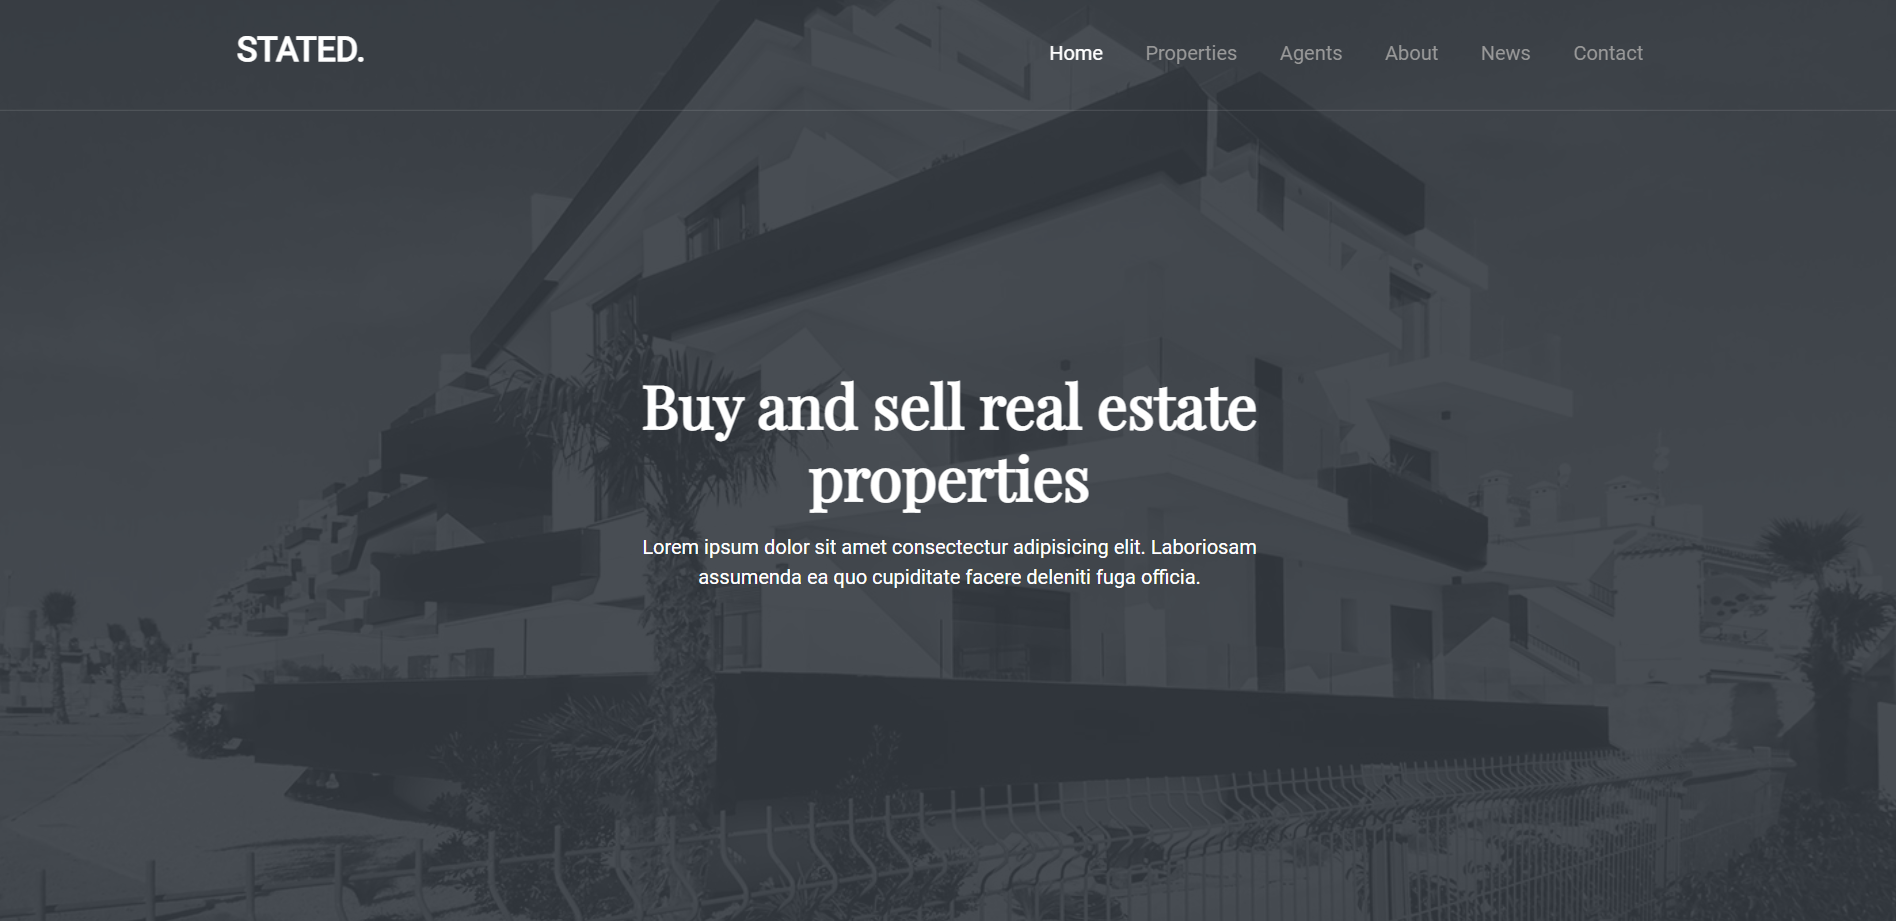 STATED.
Home Properties Agents About News Contact
Buy and sell real estate
properties
Lorem ipsum dolor sit amet consectectur adipisicing elit. Laboriosam
assumenda ea quo cupiditate facere deleniti fuga officia.